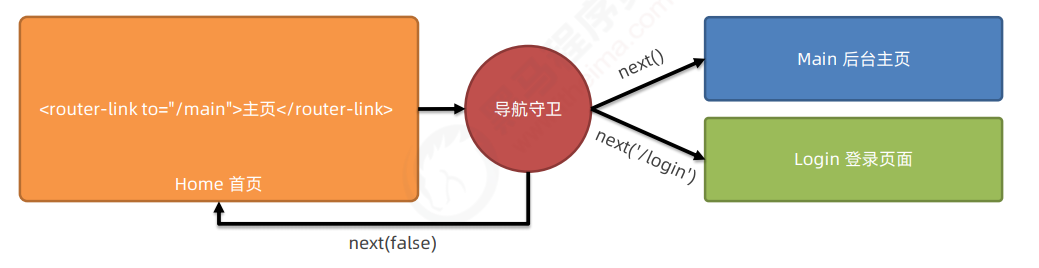 <router-link to="/main">主页</router-link>
Home 首页
导航守卫
next()
Main 后台主页
next('/login')
Login 登录页面
next(false)